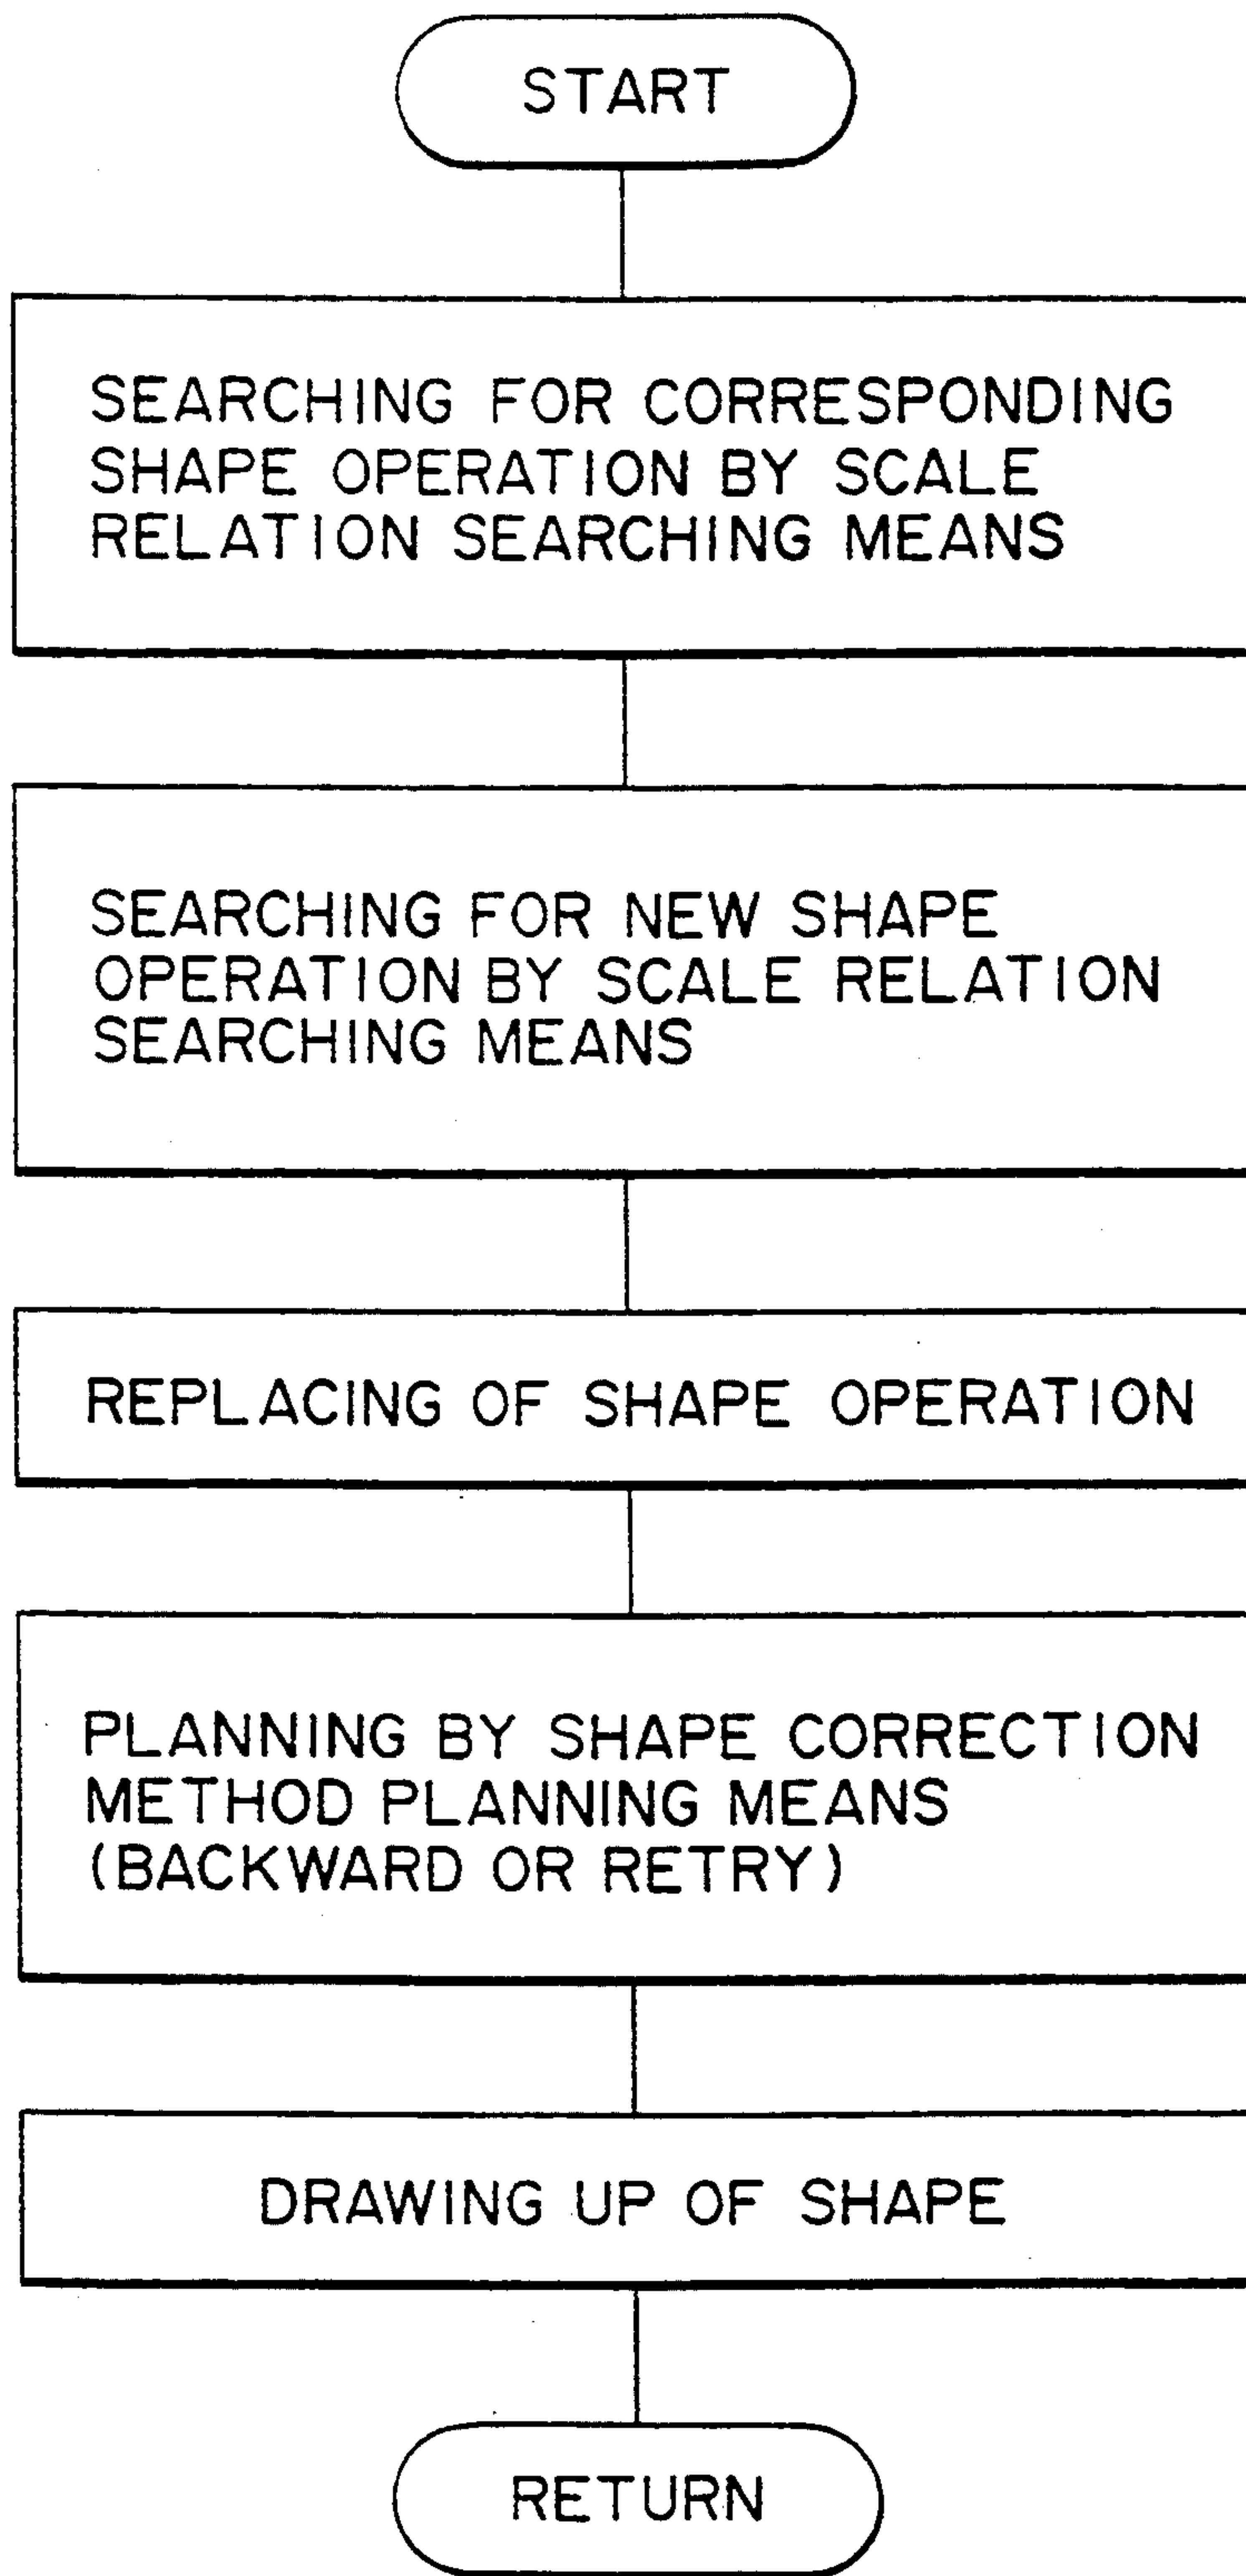 START
SEARCHING FOR CORRESPONDING
SHAPE OPERATION BY SCALE
RELATION SEARCHING MEANS
SEARCHING FOR NEW SHAPE
OPERATION BY SCALE RELATION
SEARCHING MEANS
REPLACING OF SHAPE OPERATION
PLANNING BY SHAPE CORRECTION
METHOD PLANNING MEANS
(BACKWARD OR RETRY)
DRAWING UP OF SHAPE
RETURN